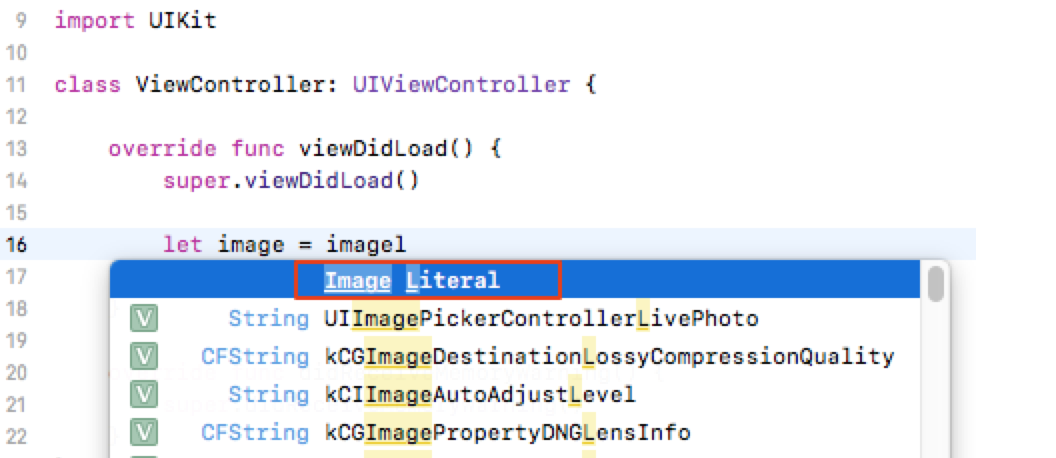 9 import UIKit
10
11 class ViewController: UIViewController {
12
13 override func viewDidLoad() {
14 super.viewDidLoad()
15
16 let image = imagel
17 Image Literal
18 V String UIImagePickerControllerLivePhoto
19 V CFString kCGImageDestinationLossyCompressionQuality
20
21 V String kCIImageAutoAdjustLevel
22 V CFString kCGImagePropertyDNGLensInfo